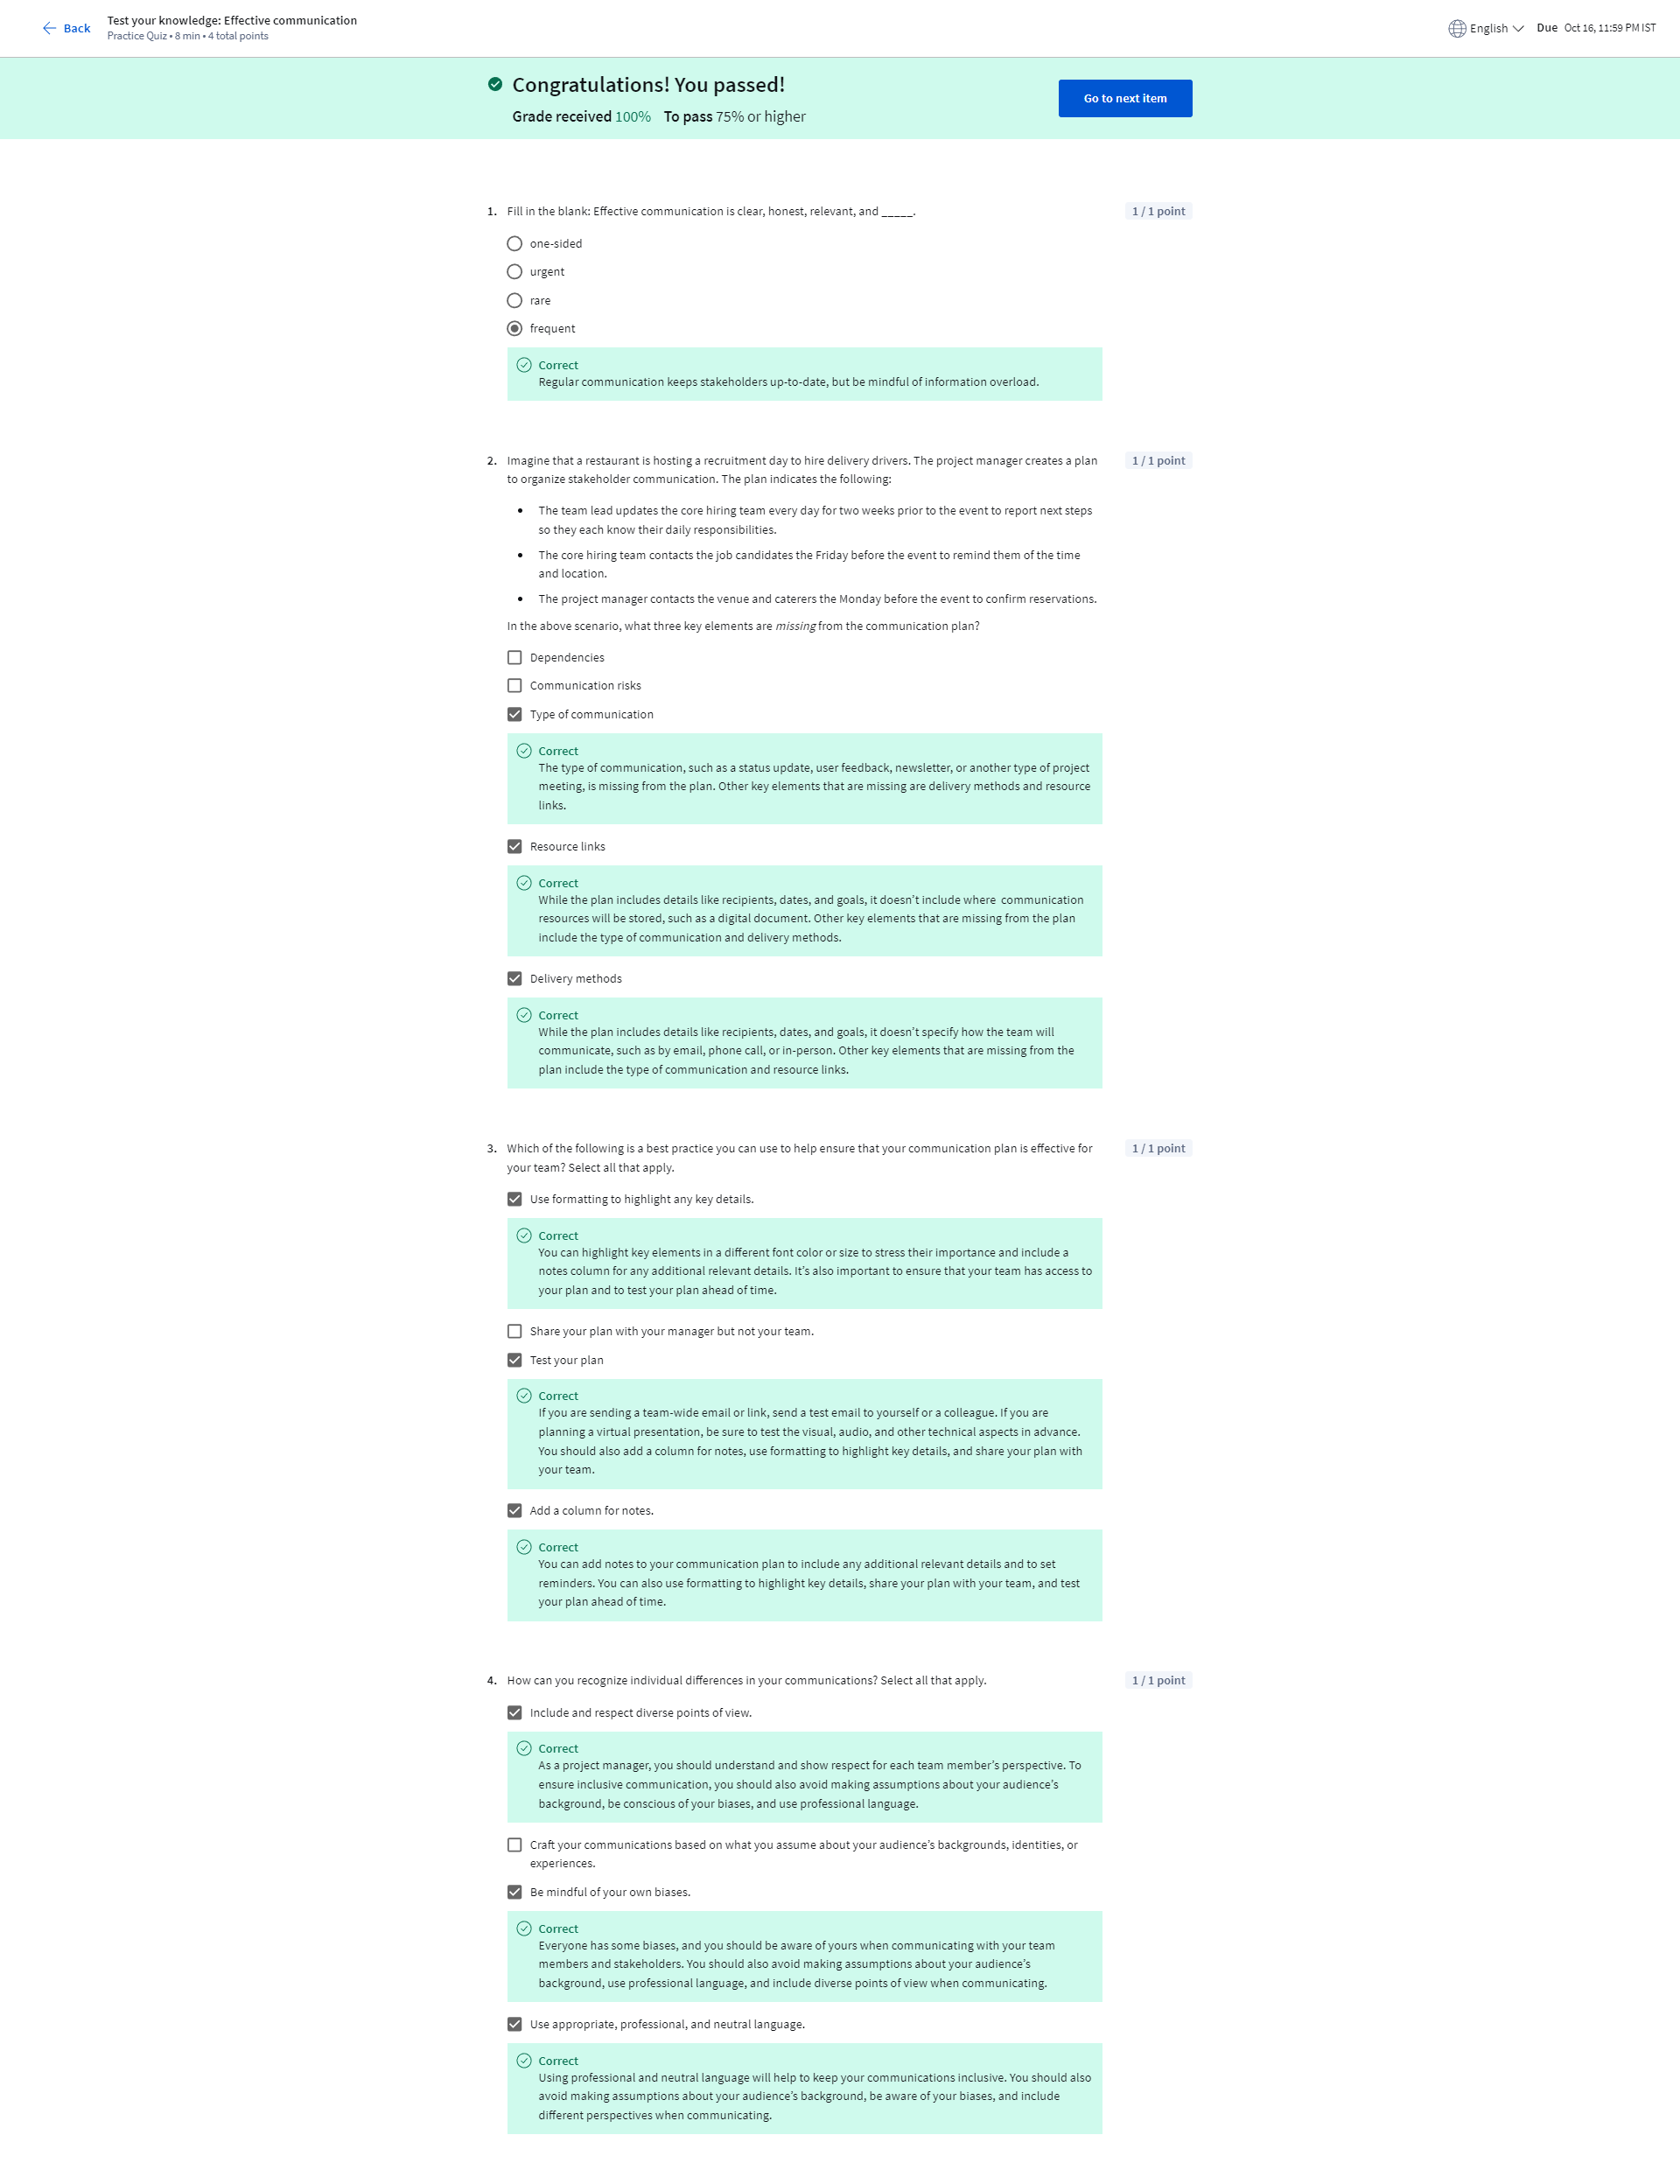 Back
Test your knowledge: Effective communication
Practice Quiz • 8 min • 4 total points
English
Due Oct 16, 11:59 PM IST
Congratulations! You passed!
Grade received 100% To pass 75% or higher
Go to next item
1. Fill in the blank: Effective communication is clear, honest, relevant, and _____.
1 / 1 point
one-sided
urgent
rare
frequent
Correct
Regular communication keeps stakeholders up-to-date, but be mindful of information overload.
2. Imagine that a restaurant is hosting a recruitment day to hire delivery drivers. The project manager creates a plan
to organize stakeholder communication. The plan indicates the following:
1 / 1 point
• The team lead updates the core hiring team every day for two weeks prior to the event to report next steps
so they each know their daily responsibilities.
• The core hiring team contacts the job candidates the Friday before the event to remind them of the time
and location.
• The project manager contacts the venue and caterers the Monday before the event to confirm reservations.
In the above scenario, what three key elements are missing from the communication plan?
Dependencies
Communication risks
Type of communication
Correct
The type of communication, such as a status update, user feedback, newsletter, or another type of project
meeting, is missing from the plan. Other key elements that are missing are delivery methods and resource
links.
Resource links
Correct
While the plan includes details like recipients, dates, and goals, it doesn't include where communication
resources will be stored, such as a digital document. Other key elements that are missing from the plan
include the type of communication and delivery methods.
Delivery methods
Correct
While the plan includes details like recipients, dates, and goals, it doesn't specify how the team will
communicate, such as by email, phone call, or in-person. Other key elements that are missing from the
plan include the type of communication and resource links.
3. Which of the following is a best practice you can use to help ensure that your communication plan is effective for
your team? Select all that apply.
1 / 1 point
Use formatting to highlight any key details.
Correct
You can highlight key elements in a different font color or size to stress their importance and include a
notes column for any additional relevant details. It's also important to ensure that your team has access to
your plan and to test your plan ahead of time.
Share your plan with your manager but not your team.
Test your plan
Correct
If you are sending a team-wide email or link, send a test email to yourself or a colleague. If you are
planning a virtual presentation, be sure to test the visual, audio, and other technical aspects in advance.
You should also add a column for notes, use formatting to highlight key details, and share your plan with
your team.
Add a column for notes.
Correct
You can add notes to your communication plan to include any additional relevant details and to set
reminders. You can also use formatting to highlight key details, share your plan with your team, and test
your plan ahead of time.
4. How can you recognize individual differences in your communications? Select all that apply.
1 / 1 point
Include and respect diverse points of view.
Correct
As a project manager, you should understand and show respect for each team member's perspective. To
ensure inclusive communication, you should also avoid making assumptions about your audience's
background, be conscious of your biases, and use professional language.
Craft your communications based on what you assume about your audience's backgrounds, identities, or
experiences.
Be mindful of your own biases.
Correct
Everyone has some biases, and you should be aware of yours when communicating with your team
members and stakeholders. You should also avoid making assumptions about your audience's
background, use professional language, and include diverse points of view when communicating.
Use appropriate, professional, and neutral language.
Correct
Using professional and neutral language will help to keep your communications inclusive. You should also
avoid making assumptions about your audience's background, be aware of your biases, and include
different perspectives when communicating.